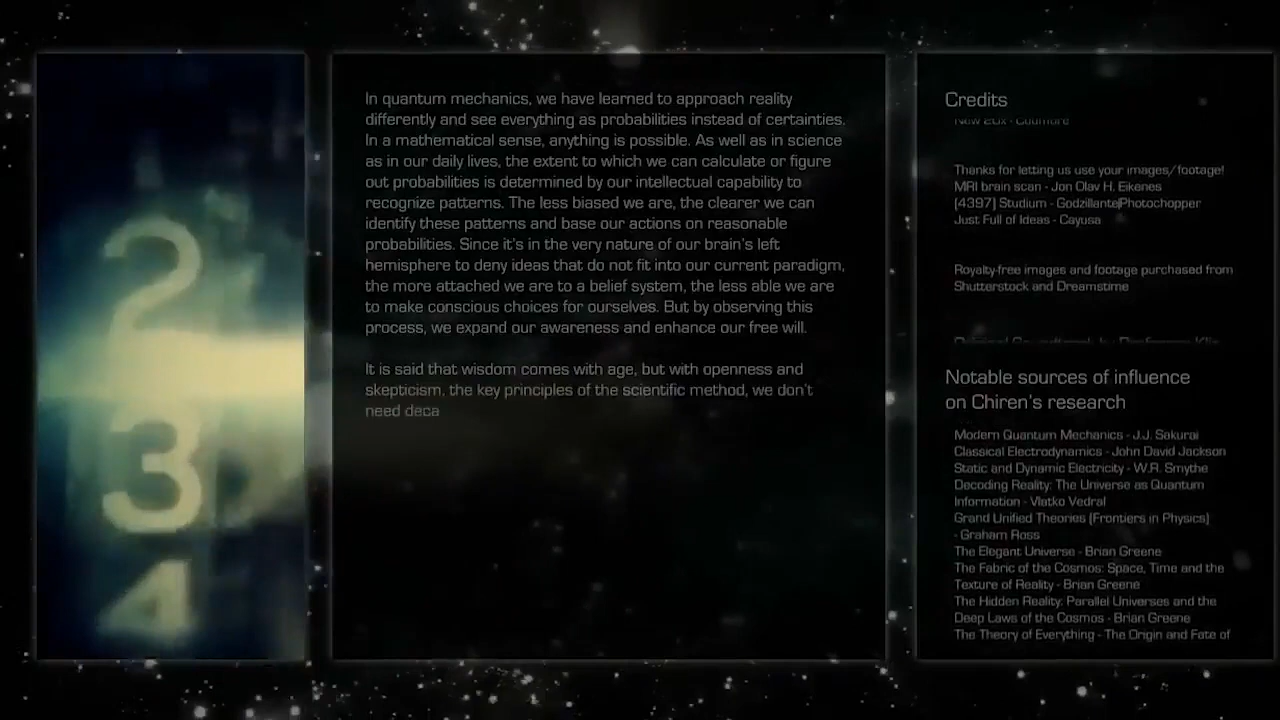 2
3
4
In quantum mechanics, we have learned to approach reality
differently and see everything as probabilities instead of certainties.
In a mathematical sense, anything is possible. As well as in science
as in our daily lives, the extent to which we can calculate or figure
out probabilities is determined by our intellectual capability to
recognize patterns. The less biased we are, the clearer we can
identify these patterns and base our actions on reasonable
probabilities. Since it's in the very nature of our brain's left
hemisphere to deny ideas that do not fit into our current paradigm,
the more attached we are to a belief system, the less able we are
to make conscious choices for ourselves. But by observing this
process, we expand our awareness and enhance our free will.
It is said that wisdom comes with age, but with openness and
skepticism, the key principles of the scientific method, we don't
need deca
Credits
Thanks for letting us use your images/footage!
MRI brain scan - Jon Olav H. Eikenes
[4397] Studium - Godzillante|Photochopper
Just Full of Ideas - Cayusa
Royalty-free images and footage purchased from
Shutterstock and Dreamstime
Notable sources of influence
on Chiren's research
Modern Quantum Mechanics - J.J. Sakurai
Classical Electrodynamics - John David Jackson
Static and Dynamic Electricity - W.R. Smythe
Decoding Reality: The Universe as Quantum
Information - Vlatko Vedral
Grand Unified Theories (Frontiers in Physics)
- Graham Ross
The Elegant Universe - Brian Greene
The Fabric of the Cosmos: Space, Time and the
Texture of Reality - Brian Greene
The Hidden Reality: Parallel Universes and the
Deep Laws of the Cosmos - Brian Greene
The Theory of Everything - The Origin and Fate of